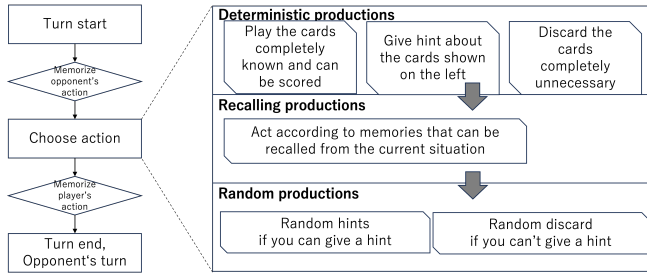 Turn start
Memorize
opponent's
action
Choose action
Memorize
player's
action
Turn end,
Opponent's turn
Deterministic productions
Play the cards
completely
known and can
be scored
Give hint about
the cards shown
on the left
Discard the
cards
completely
unnecessary
Recalling productions
Act according to memories that can be
recalled from the current situation
Random productions
Random hints
if you can give a hint
Random discard
if you can't give a hint